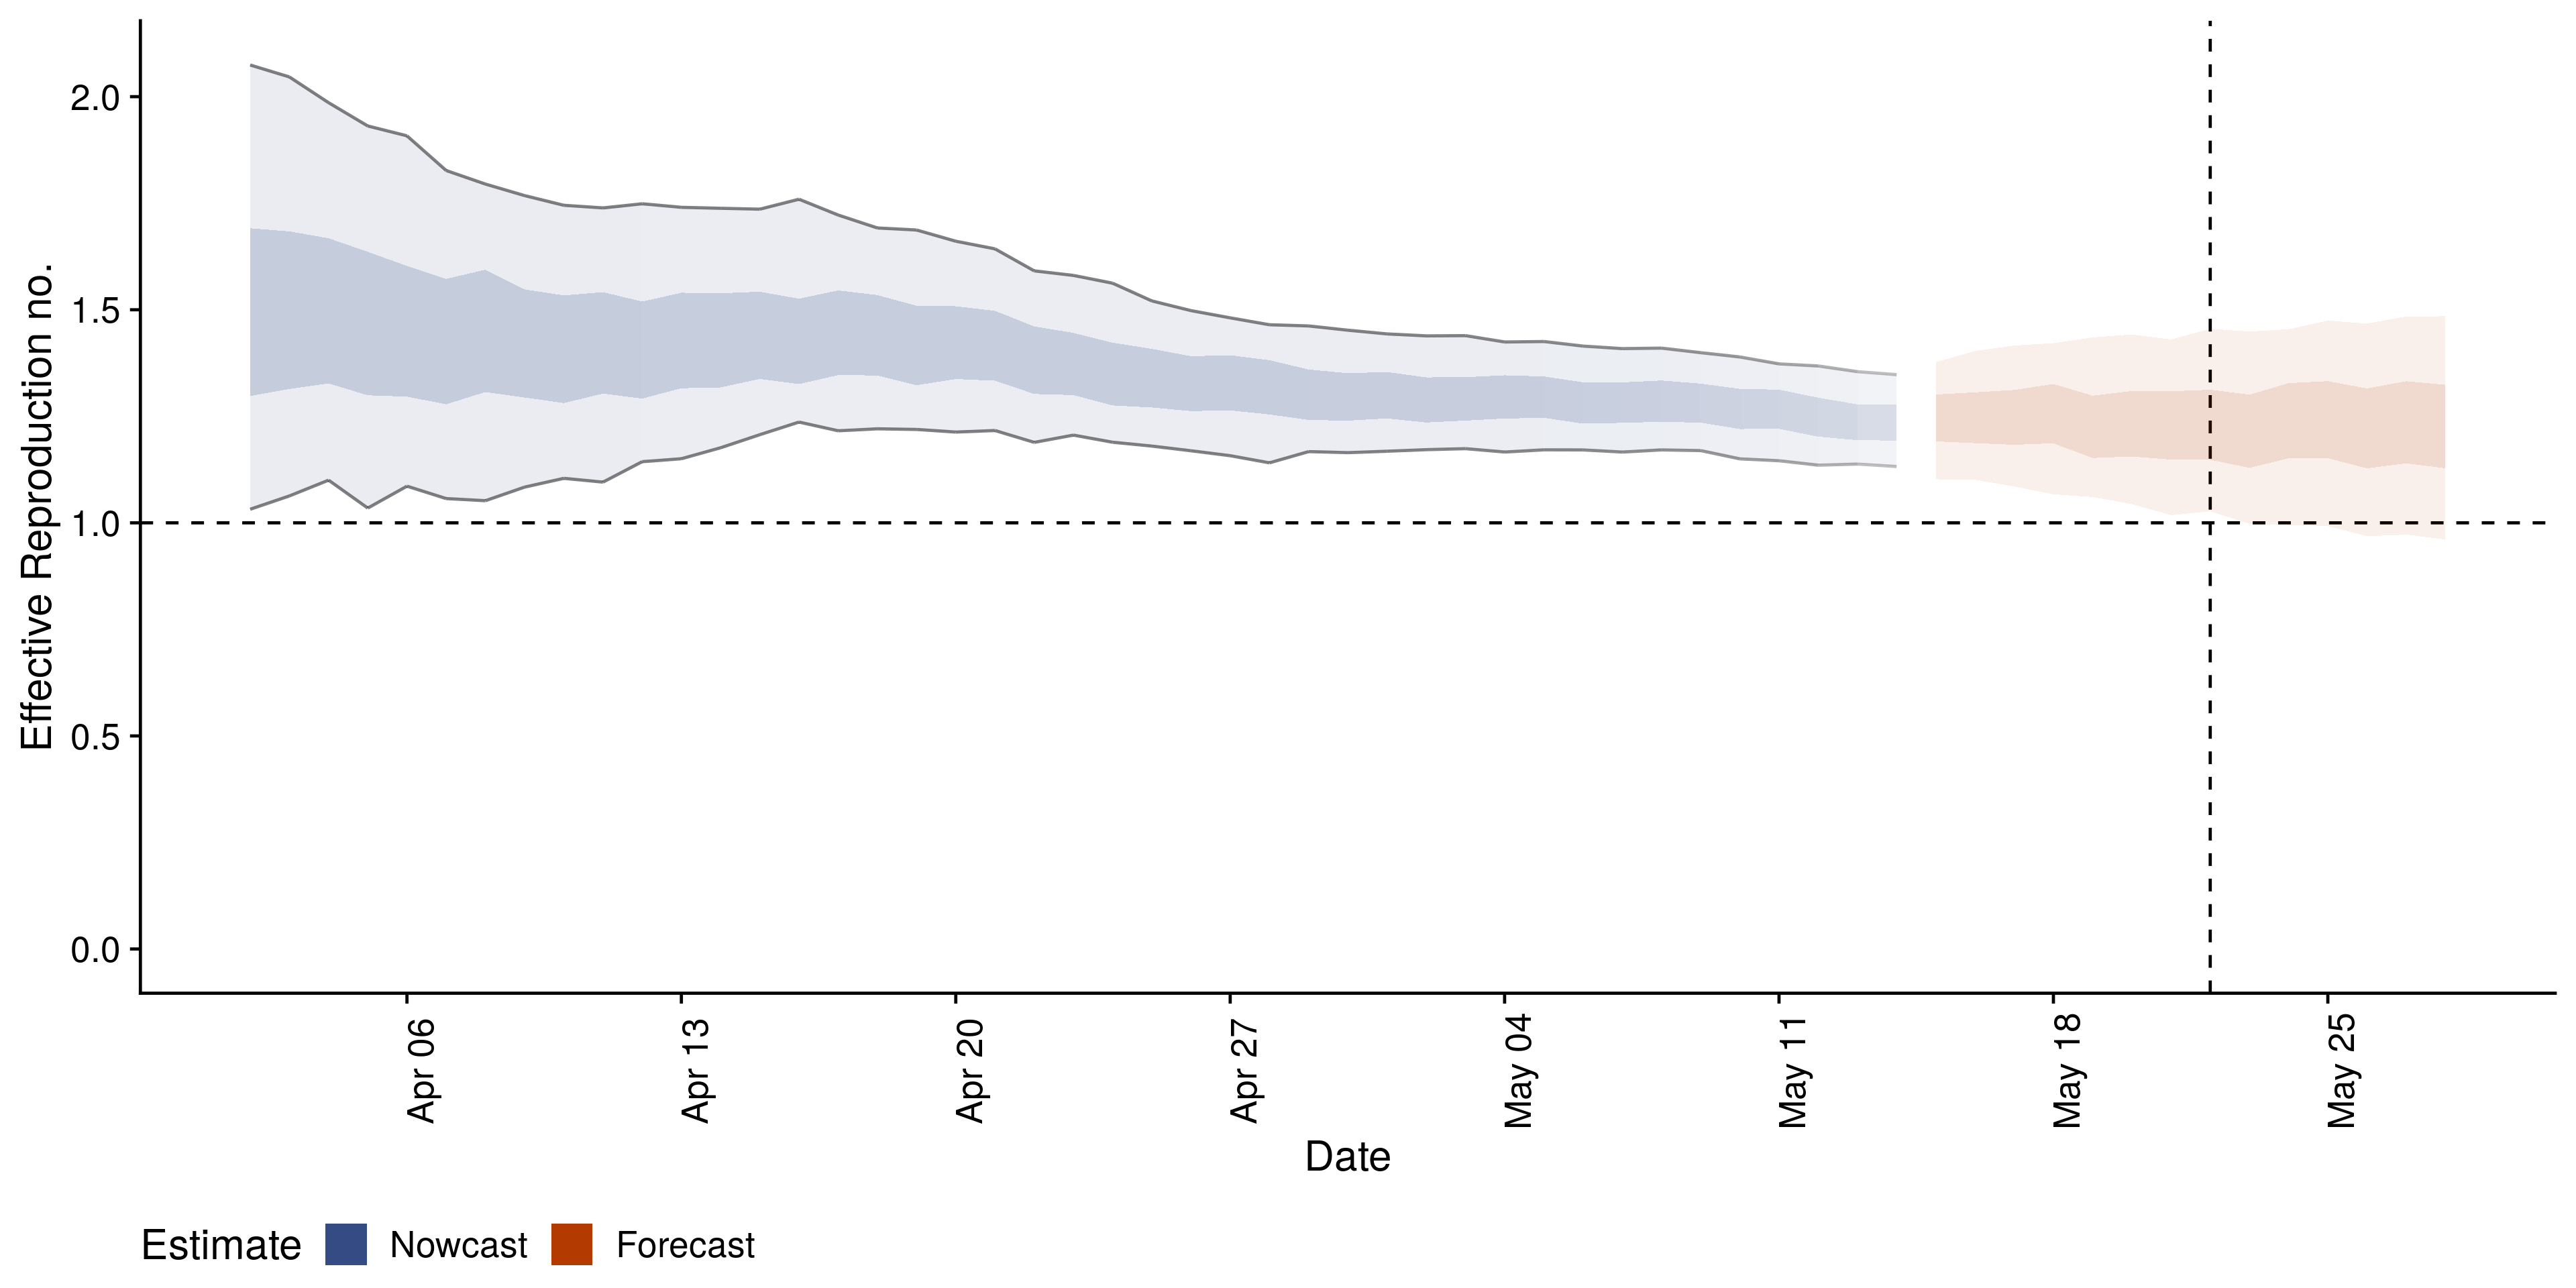 Effective Reproduction no.
2.0
1.5
1.0
0.5
0.0
Apr 06
Apr 13
Apr 20
Apr 27
May 04
May 11
May 18
May 25
Date
Estimate Nowcast Forecast